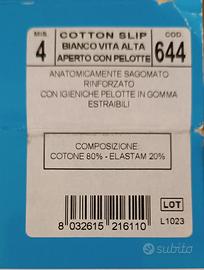 MIS.
4
COTTON SLIP
BIANCO VITA ALTA
APERTO CON PELOTTE
COD.
644
ANATOMICAMENTE SAGOMATO
RINFORZATO
CON IGIENICHE PELOTTE IN GOMMA
ESTRAIBILI
COMPOSIZIONE:
COTONE 80% - ELASTAM 20%
8 032615 216110
LOT
L1023
subito